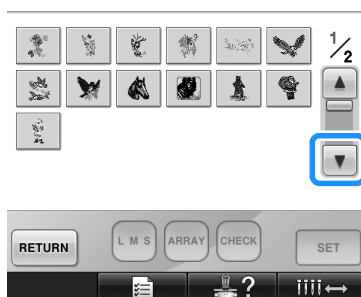 1/2
RETURN
L M S
ARRAY
CHECK
SET
?